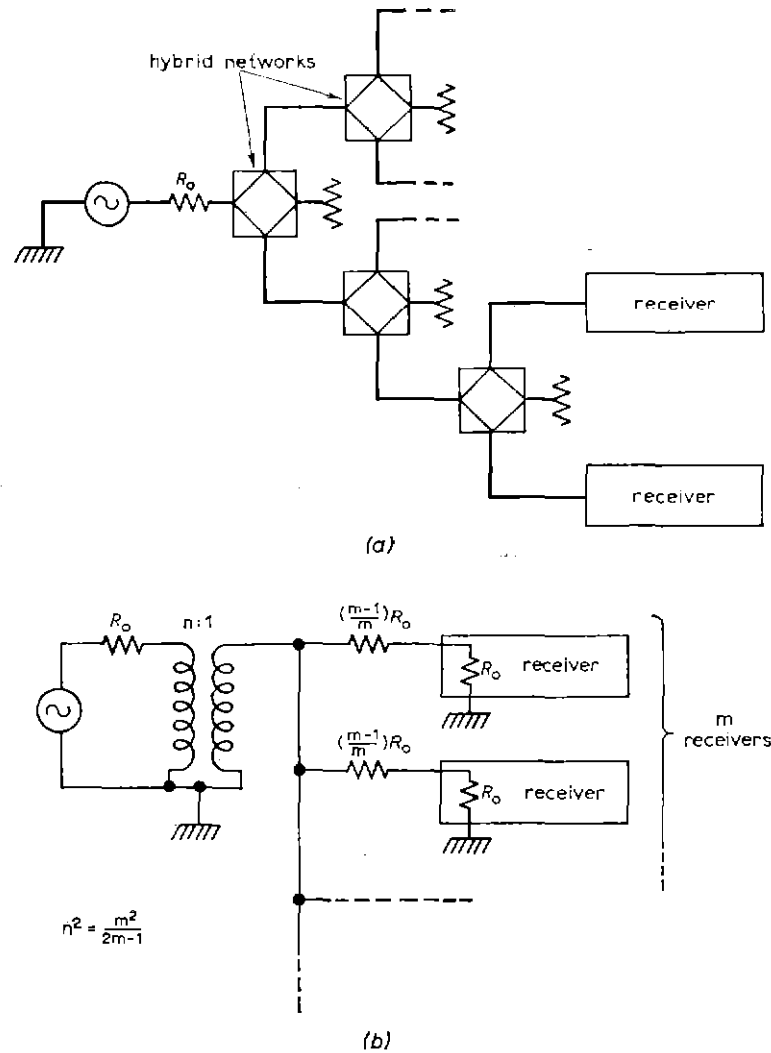 hybrid networks
R₀
receiver
receiver
(a)
R₀
n:1
(m-1/m)R₀
receiver
R₀
(m-1/m)R₀
receiver
R₀
m
receivers
n² = m²/2m-1
(b)